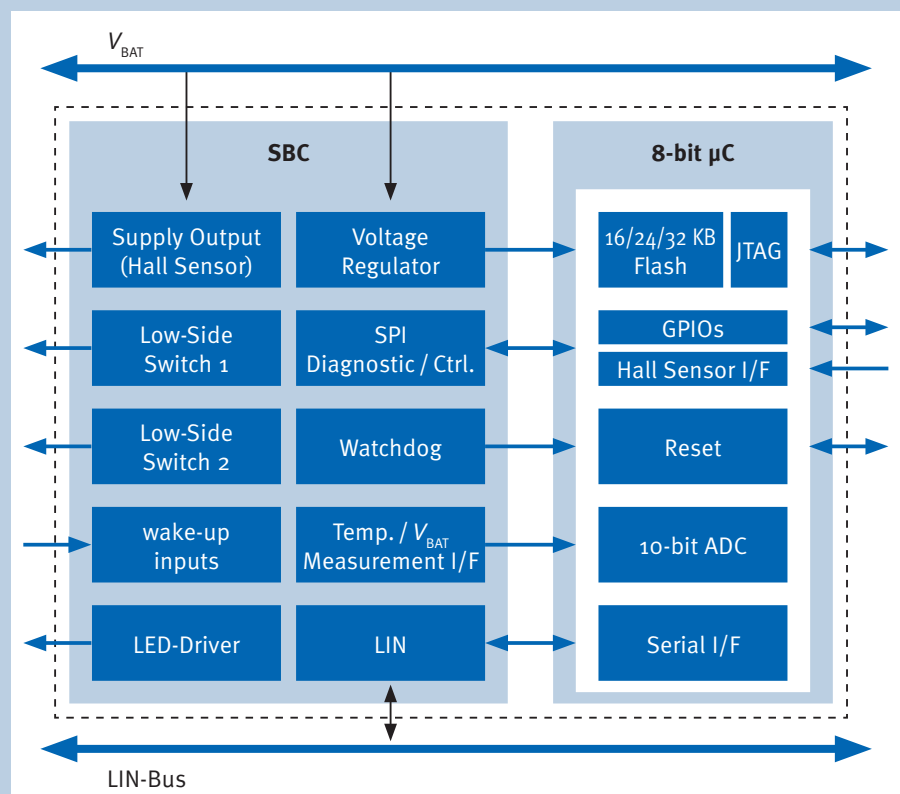 V BAT
SBC
8-bit µC
Supply Output
(Hall Sensor)
Voltage
Regulator
16/24/32 KB
Flash
JTAG
Low-Side
Switch 1
SPI
Diagnostic / Ctrl.
GPIOs
Hall Sensor I/F
Low-Side
Switch 2
Watchdog
Reset
wake-up
inputs
Temp. / V BAT
Measurement I/F
10-bit ADC
LED-Driver
LIN
Serial I/F
LIN-Bus